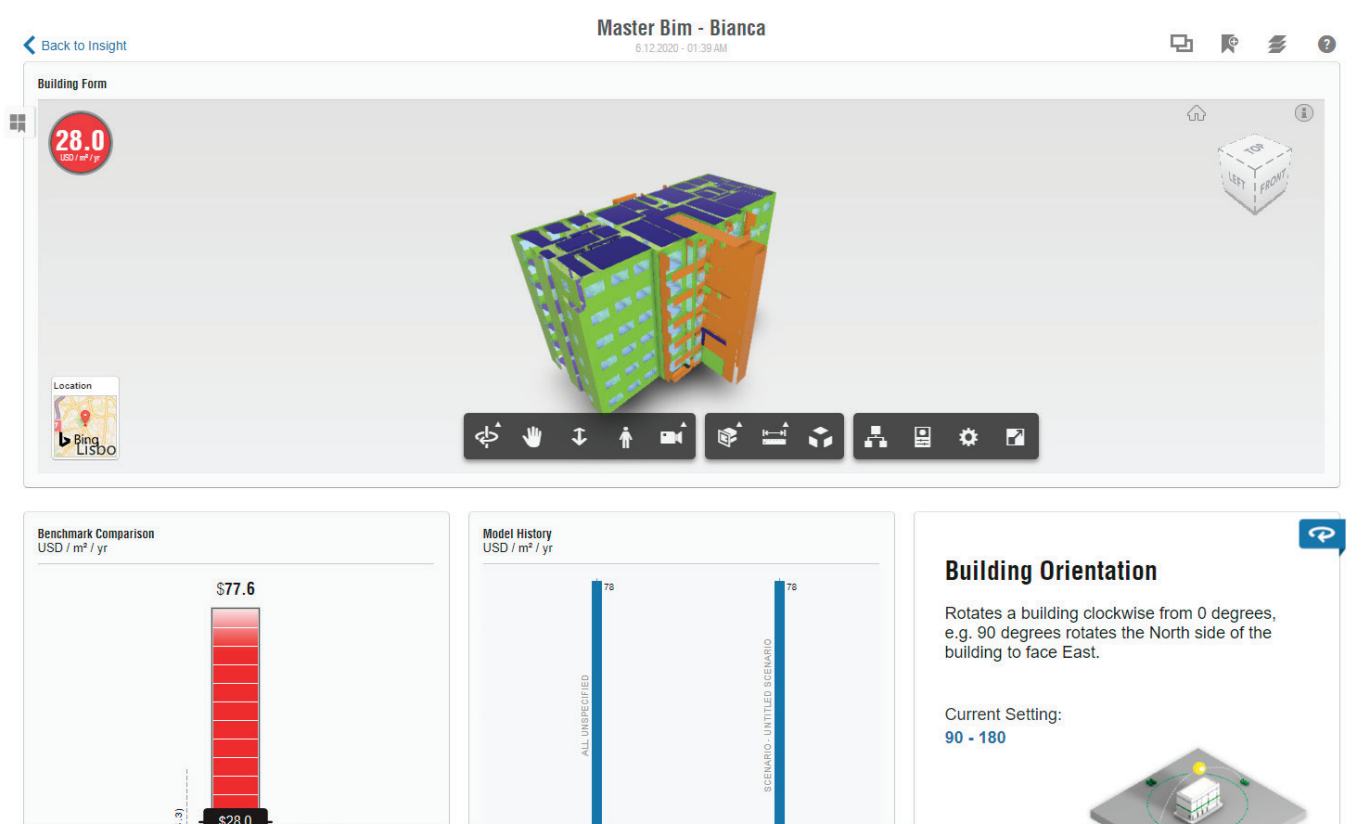 Master Bim - Bianca
6.12.2020 - 01:39 AM
Back to Insight
?
Building Form
28.0
USD / m² / yr
i
TOP
LEFT
FRONT
Location
Bing
Lisbo
Benchmark Comparison
USD / m² / yr
$77.6
$28.0
Model History
USD / m² / yr
78
78
ALL UNSPECIFIED
SCENARIO - UNTITLED SCENARIO
Building Orientation
Rotates a building clockwise from 0 degrees,
e.g. 90 degrees rotates the North side of the
building to face East.
Current Setting:
90 - 180